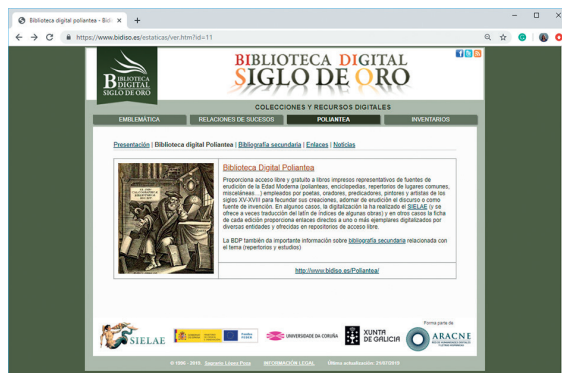 Biblioteca digital poliantea - Bid
https://www.bidiso.es/estaticas/ver.htm?id=11
BIBLIOTECA
DIGITAL
SIGLO DE ORO
BIBLIOTECA DIGITAL
SIGLO DE ORO
COLECCIONES Y RECURSOS DIGITALES
EMBLEMÁTICA RELACIONES DE SUCESOS POLIANTEA INVENTARIOS
Presentación | Biblioteca digital Poliantea | Bibliografía secundaria | Enlaces | Noticias
Biblioteca Digital Poliantea
Proporciona acceso libre y gratuito a libros impresos representativos de fuentes de
erudición de la Edad Moderna (polianteas, enciclopedias, repertorios de lugares comunes,
misceláneas…) empleados por poetas, oradores, predicadores, pintores y artistas de los
siglos XV-XVIII para fecundar sus creaciones, adornar de erudición el discurso o como
fuente de invención. En algunos casos, la digitalización la ha realizado el SIELAE (y se
ofrece a veces traducción del latín de índices de algunas obras) y en otros casos la ficha
de cada edición proporciona enlaces directos a uno o más ejemplares digitalizados por
diversas entidades y ofrecidas en repositorios de acceso libre.
La BDP también da importante información sobre bibliografía secundaria relacionada con
el tema (repertorios y estudios)
http://www.bidiso.es/Poliantea/
Forma parte de
SIELAE
UNIVERSIDADE DA CORUÑA
XUNTA
DE GALICIA
ARACNE
© 1996 - 2019. Sagrario López Poza INFORMACIÓN LEGAL Última actualización: 21/07/2019